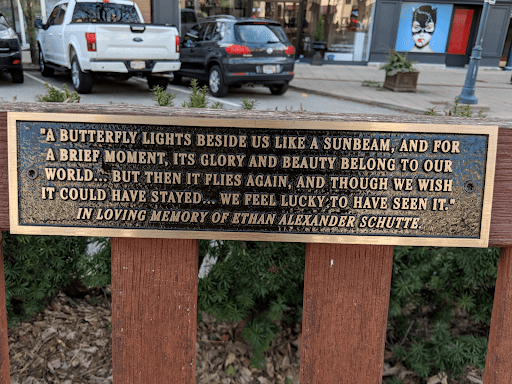 "A BUTTERFLY LIGHTS BESIDE US LIKE A SUNBEAM, AND FOR
A BRIEF MOMENT, ITS GLORY AND BEAUTY BELONG TO OUR
WORLD... BUT THEN IT FLIES AGAIN, AND THOUGH WE WISH
IT COULD HAVE STAYED... WE FEEL LUCKY TO HAVE SEEN IT."
IN LOVING MEMORY OF ETHAN ALEXANDER SCHUTTE